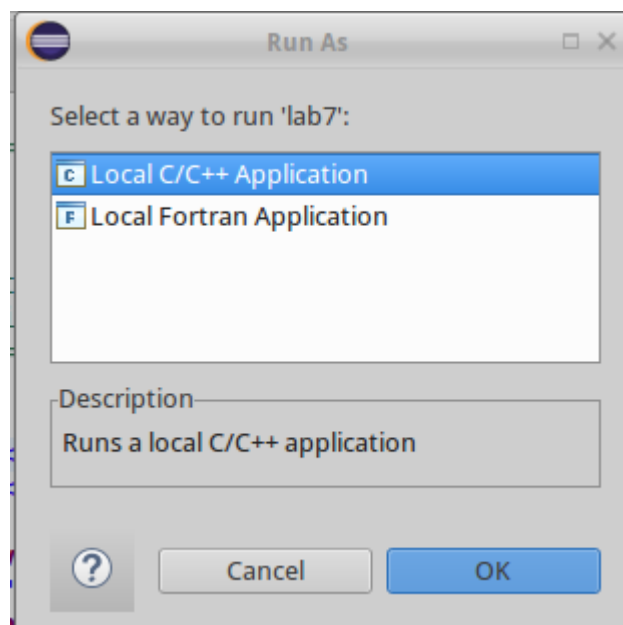 Run As
Select a way to run 'lab7':
C Local C/C++ Application
F Local Fortran Application
Description
Runs a local C/C++ application
? Cancel OK